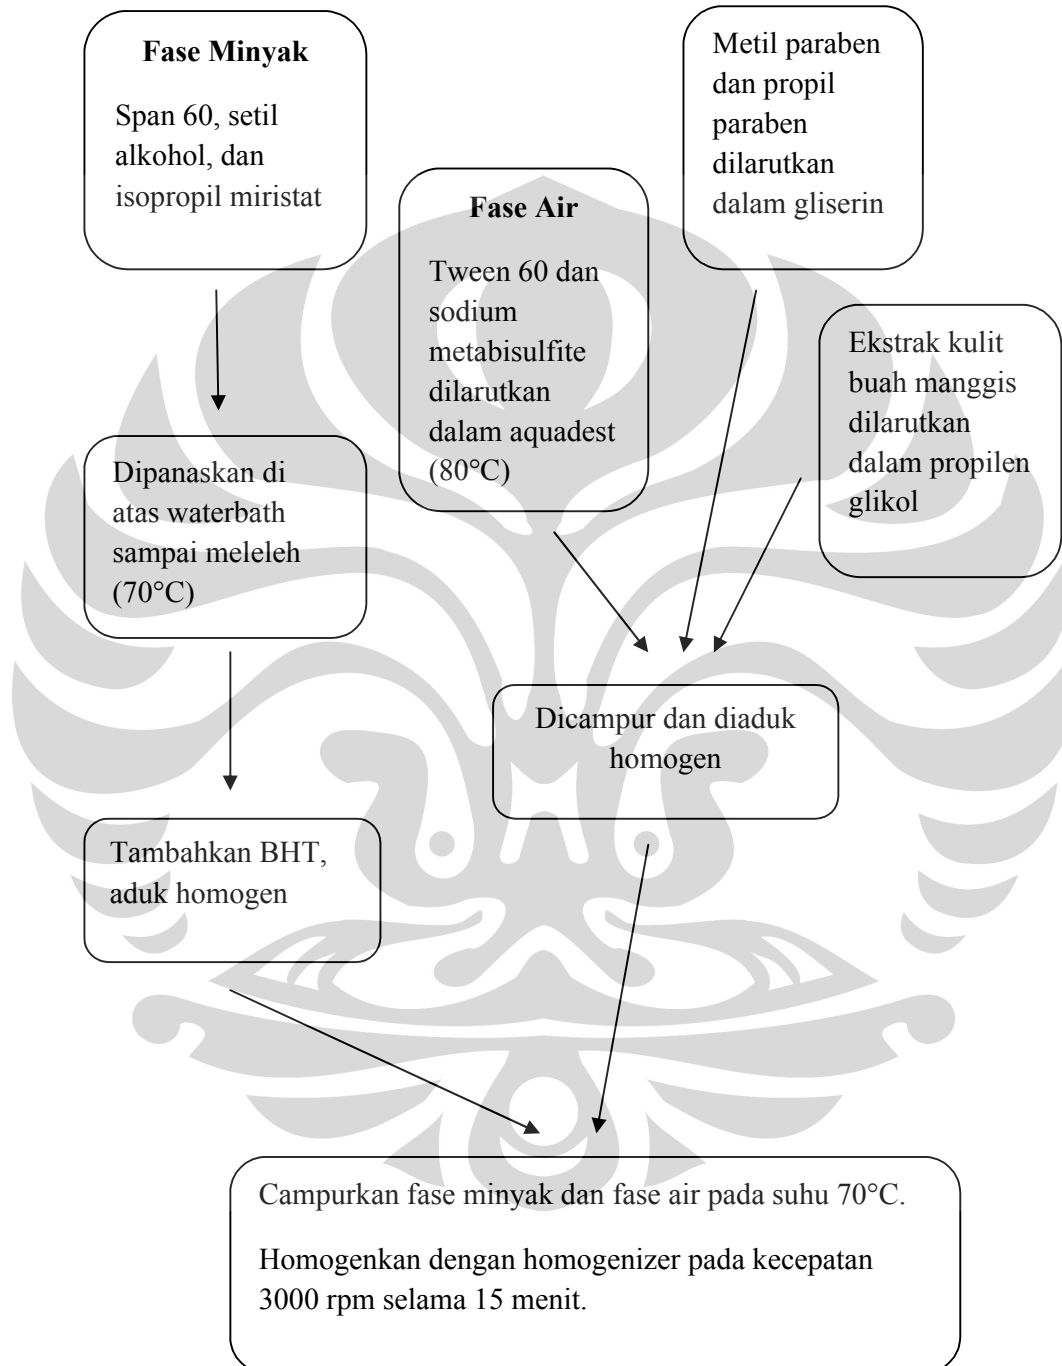 Fase Minyak
Span 60, setil
alkohol, dan
isopropil miristat
Fase Air
Tween 60 dan
sodium
metabisulfite
dilarutkan
dalam aquadest
(80°C)
Metil paraben
dan propil
paraben
dilarutkan
dalam gliserin
Ekstrak kulit
buah manggis
dilarutkan
dalam propilen
glikol
Dipanaskan di
atas waterbath
sampai meleleh
(70°C)
Dicampur dan diaduk
homogen
Tambahkan BHT,
aduk homogen
Campurkan fase minyak dan fase air pada suhu 70°C.
Homogenkan dengan homogenizer pada kecepatan
3000 rpm selama 15 menit.